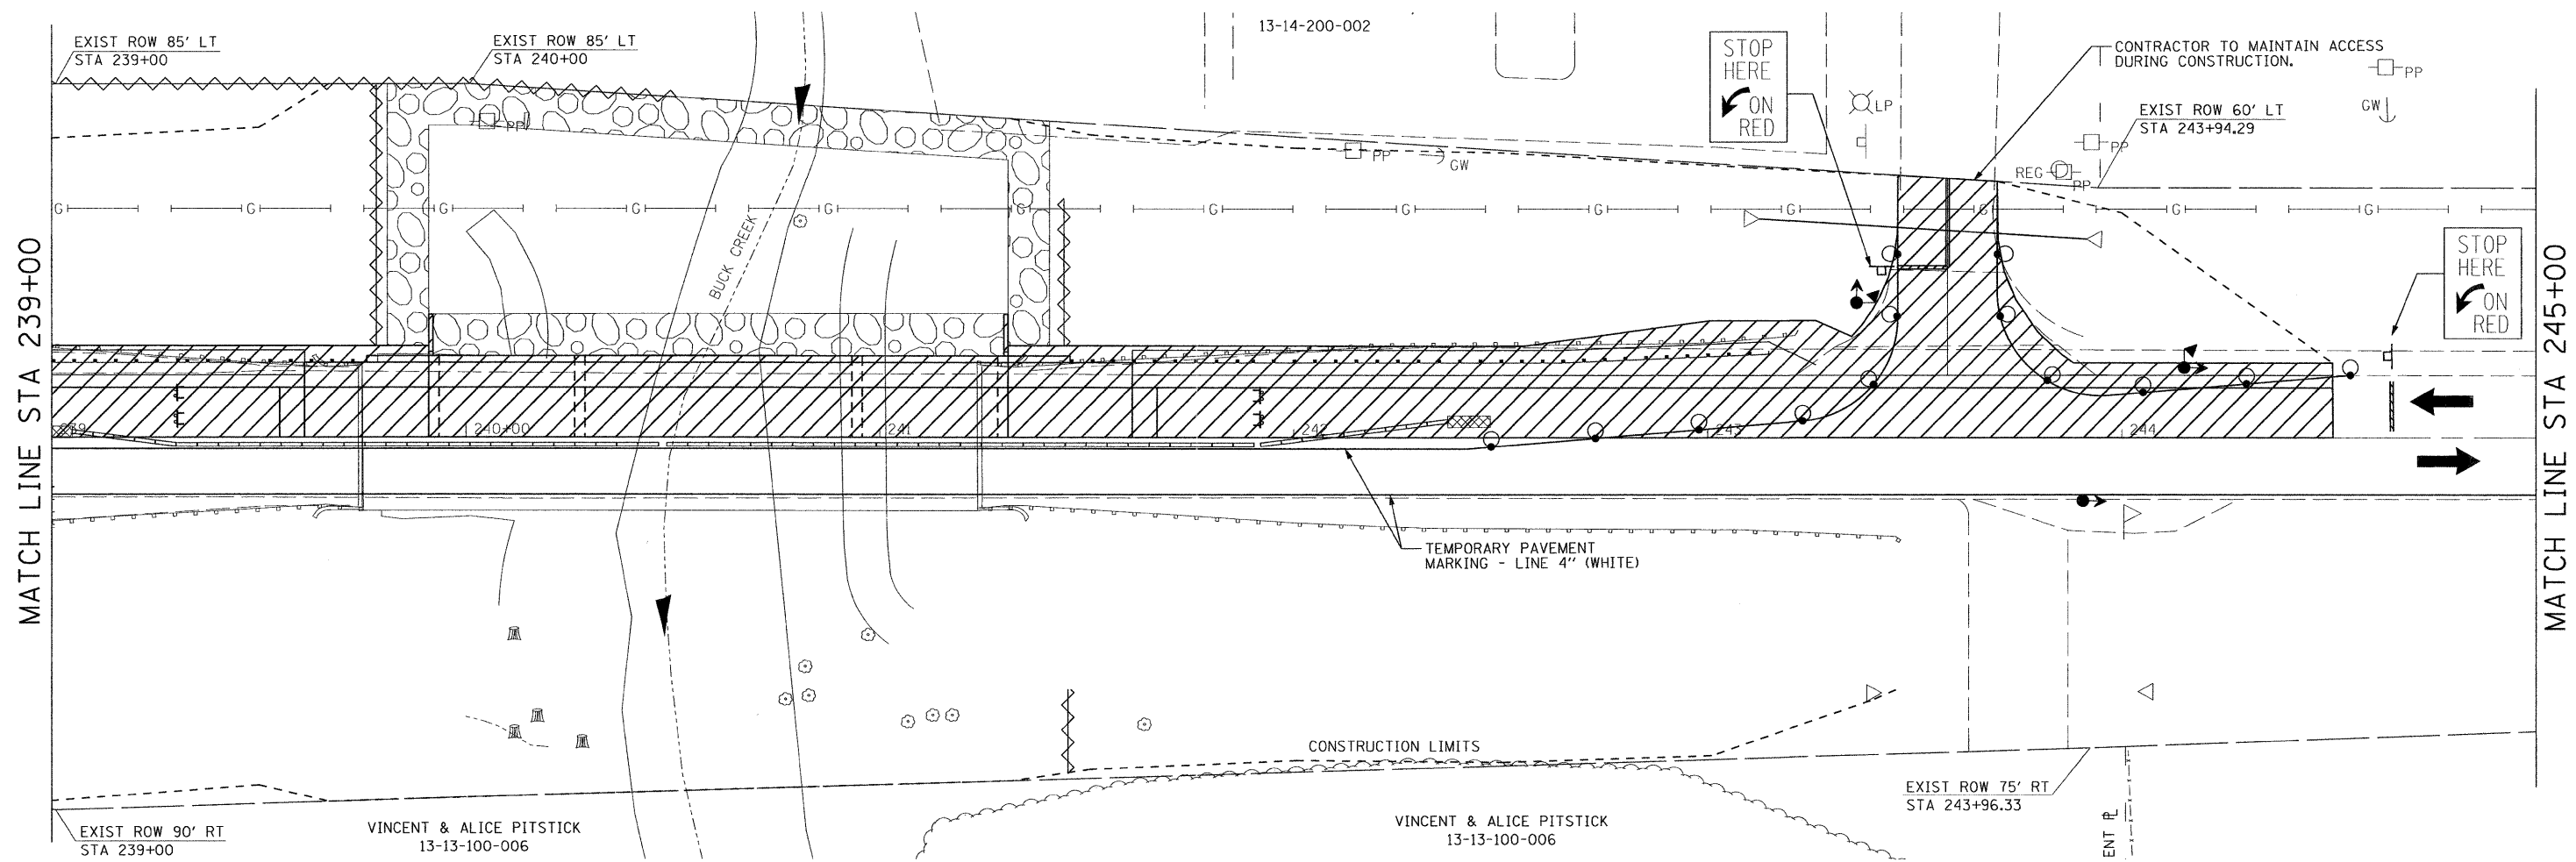 13-14-200-002
EXIST ROW 85' LT
STA 239+00
EXIST ROW 85' LT
STA 240+00
STOP
HERE
ON
RED
CONTRACTOR TO MAINTAIN ACCESS
DURING CONSTRUCTION.
PP
LP
GW
EXIST ROW 60' LT
STA 243+94.29
PP
PP
PP
GW
REG
PP
G G G G G G G G G G G G G
MATCH LINE STA 239+00
BUCK CREEK
STOP
HERE
ON
RED
MATCH LINE STA 245+00
239
240+00
241
242
243
244
TEMPORARY PAVEMENT
MARKING - LINE 4" (WHITE)
CONSTRUCTION LIMITS
EXIST ROW 75' RT
STA 243+96.33
EXIST ROW 90' RT
STA 239+00
VINCENT & ALICE PITSTICK
13-13-100-006
VINCENT & ALICE PITSTICK
13-13-100-006
ENT PL